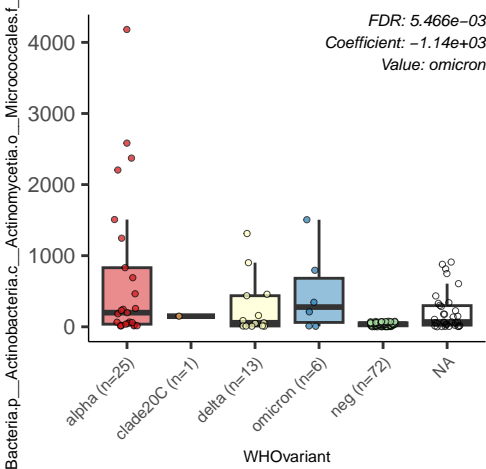 FDR: 5.466e−03
Coefficient: −1.14e+03
Value: omicron
Bacteria.p__Actinobacteria.c__Actinomycetia.o__Micrococcales.f_
4000
3000
2000
1000
0
alpha (n=25)
clade20C (n=1)
delta (n=13)
omicron (n=6)
neg (n=72)
NA
WHOvariant